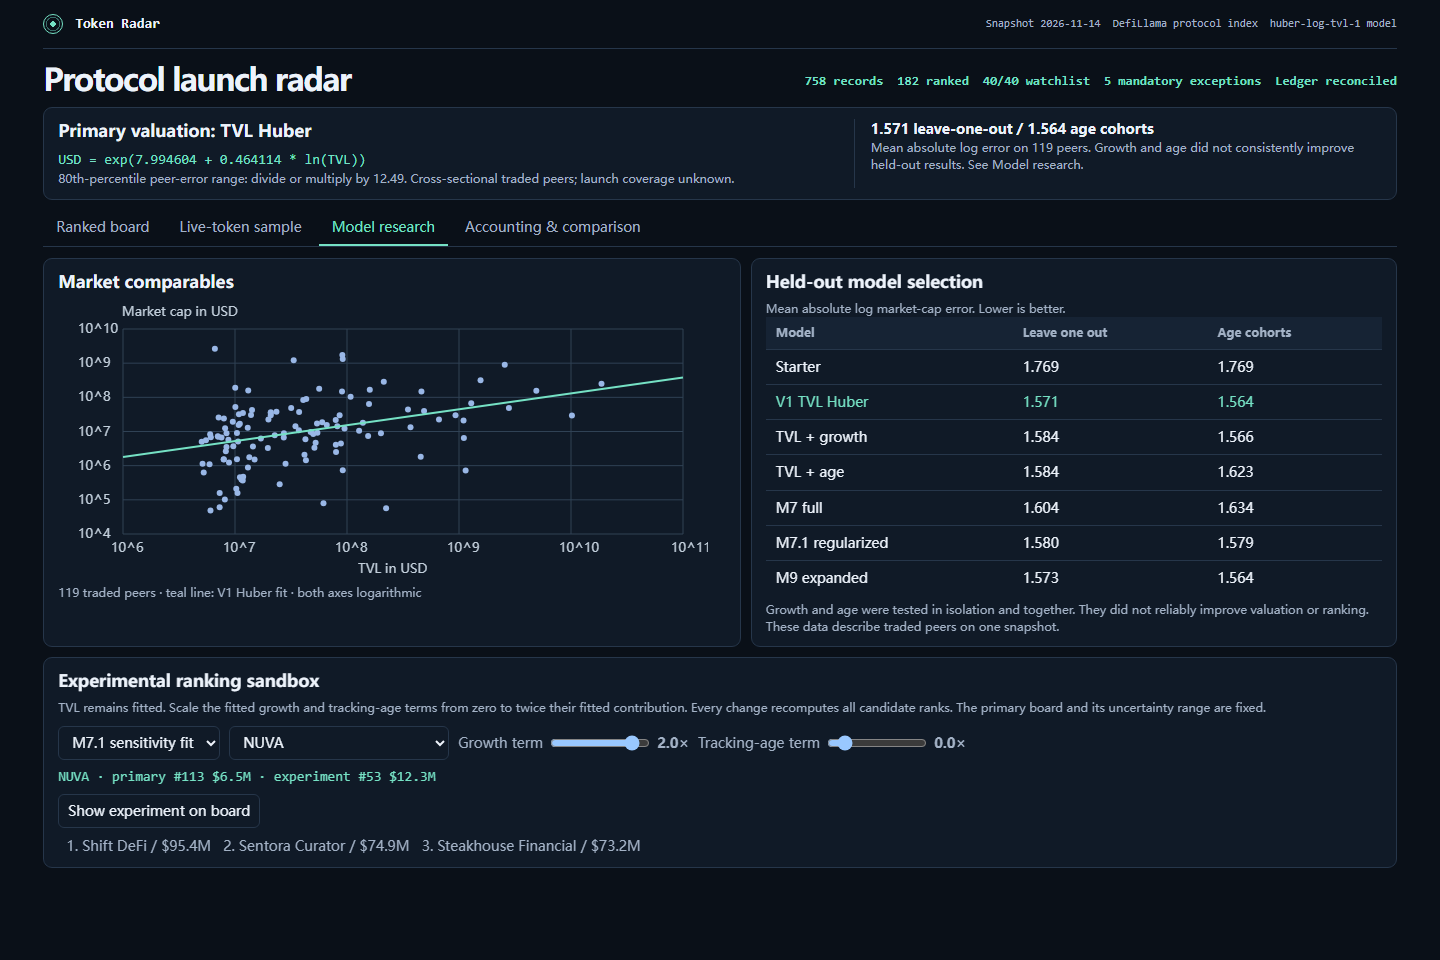 Token Radar
Snapshot 2026-11-14 DefiLlama protocol index huber-log-tvl-1 model
Protocol launch radar
758 records 182 ranked 40/40 watchlist 5 mandatory exceptions Ledger reconciled
Primary valuation: TVL Huber
USD = exp(7.994604 + 0.464114 * ln(TVL))
80th-percentile peer-error range: divide or multiply by 12.49. Cross-sectional traded peers; launch coverage unknown.
1.571 leave-one-out / 1.564 age cohorts
Mean absolute log error on 119 peers. Growth and age did not consistently improve
held-out results. See Model research.
Ranked board Live-token sample Model research Accounting & comparison
Market comparables
Market cap in USD
10^10
10^9
10^8
10^7
10^6
10^5
10^4
10^6 10^7 10^8 10^9 10^10 10^11
TVL in USD
119 traded peers · teal line: V1 Huber fit · both axes logarithmic
Held-out model selection
Mean absolute log market-cap error. Lower is better.
Model Leave one out Age cohorts
Starter 1.769 1.769
V1 TVL Huber 1.571 1.564
TVL + growth 1.584 1.566
TVL + age 1.584 1.623
M7 full 1.604 1.634
M7.1 regularized 1.580 1.579
M9 expanded 1.573 1.564
Growth and age were tested in isolation and together. They did not reliably improve valuation or ranking.
These data describe traded peers on one snapshot.
Experimental ranking sandbox
TVL remains fitted. Scale the fitted growth and tracking-age terms from zero to twice their fitted contribution. Every change recomputes all candidate ranks. The primary board and its uncertainty range are fixed.
M7.1 sensitivity fit NUVA Growth term 2.0× Tracking-age term 0.0×
NUVA · primary #113 $6.5M · experiment #53 $12.3M
Show experiment on board
1. Shift DeFi / $95.4M 2. Sentora Curator / $74.9M 3. Steakhouse Financial / $73.2M